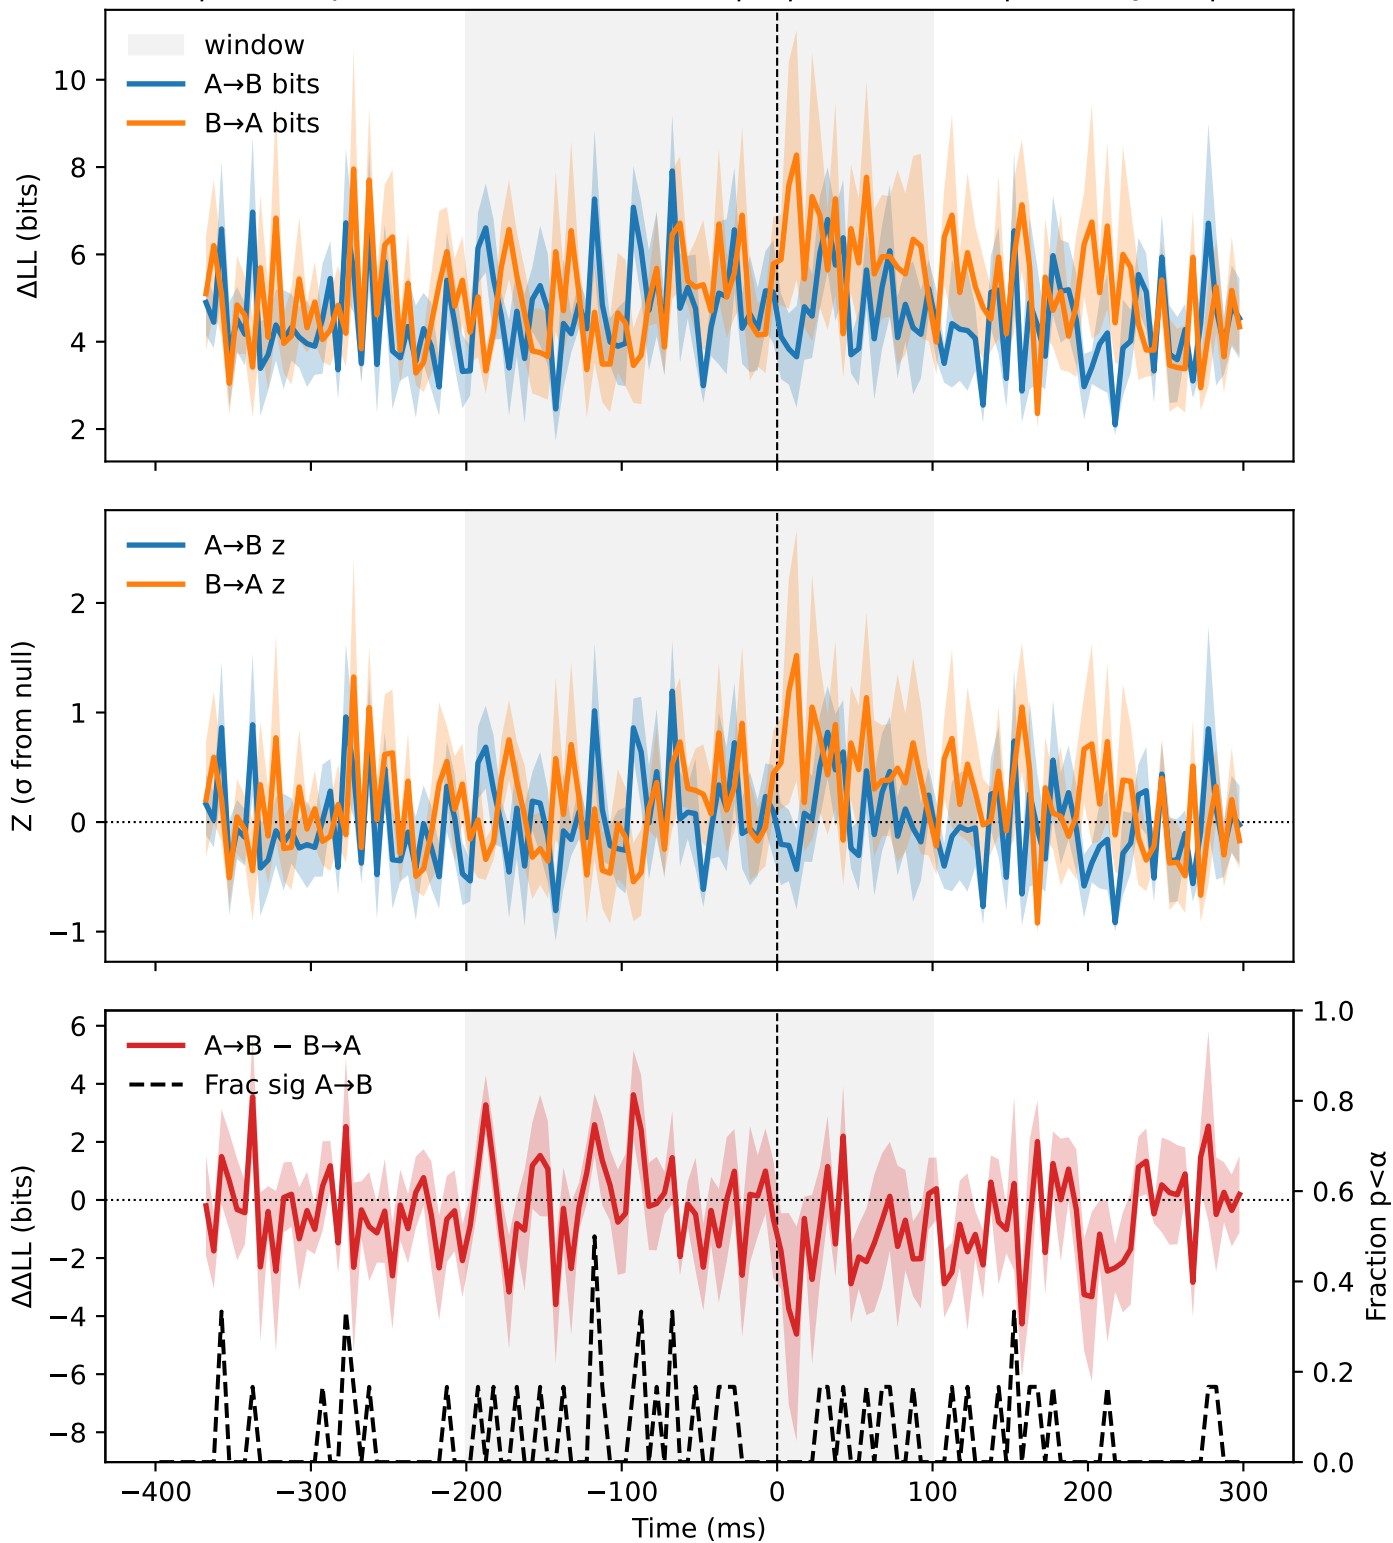 window
A→B bits
B→A bits
10
8
6
4
2
ΔLL (bits)
A→B z
B→A z
2
1
0
−1
Z (σ from null)
A→B − B→A
Frac sig A→B
6
4
2
0
−2
−4
−6
−8
ΔΔLL (bits)
1.0
0.8
0.6
0.4
0.2
0.0
Fraction p<α
−400 −300 −200 −100 0 100 200 300
Time (ms)